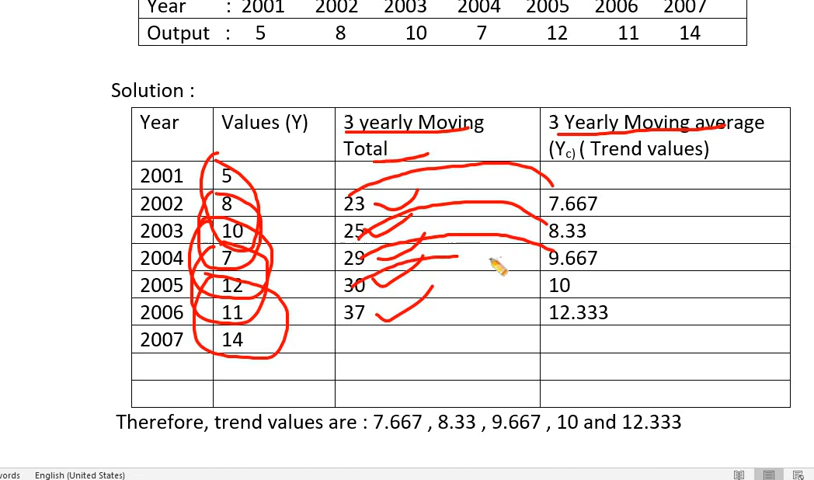 Year : 2001 2002 2003 2004 2005 2006 2007
Output : 5 8 10 7 12 11 14
Solution :
Year Values (Y) 3 yearly Moving Total 3 Yearly Moving average (Yc) ( Trend values)
2001 5
2002 8 23 7.667
2003 10 25 8.33
2004 7 29 9.667
2005 12 30 10
2006 11 37 12.333
2007 14
Therefore, trend values are : 7.667 , 8.33 , 9.667 , 10 and 12.333
words English (United States)